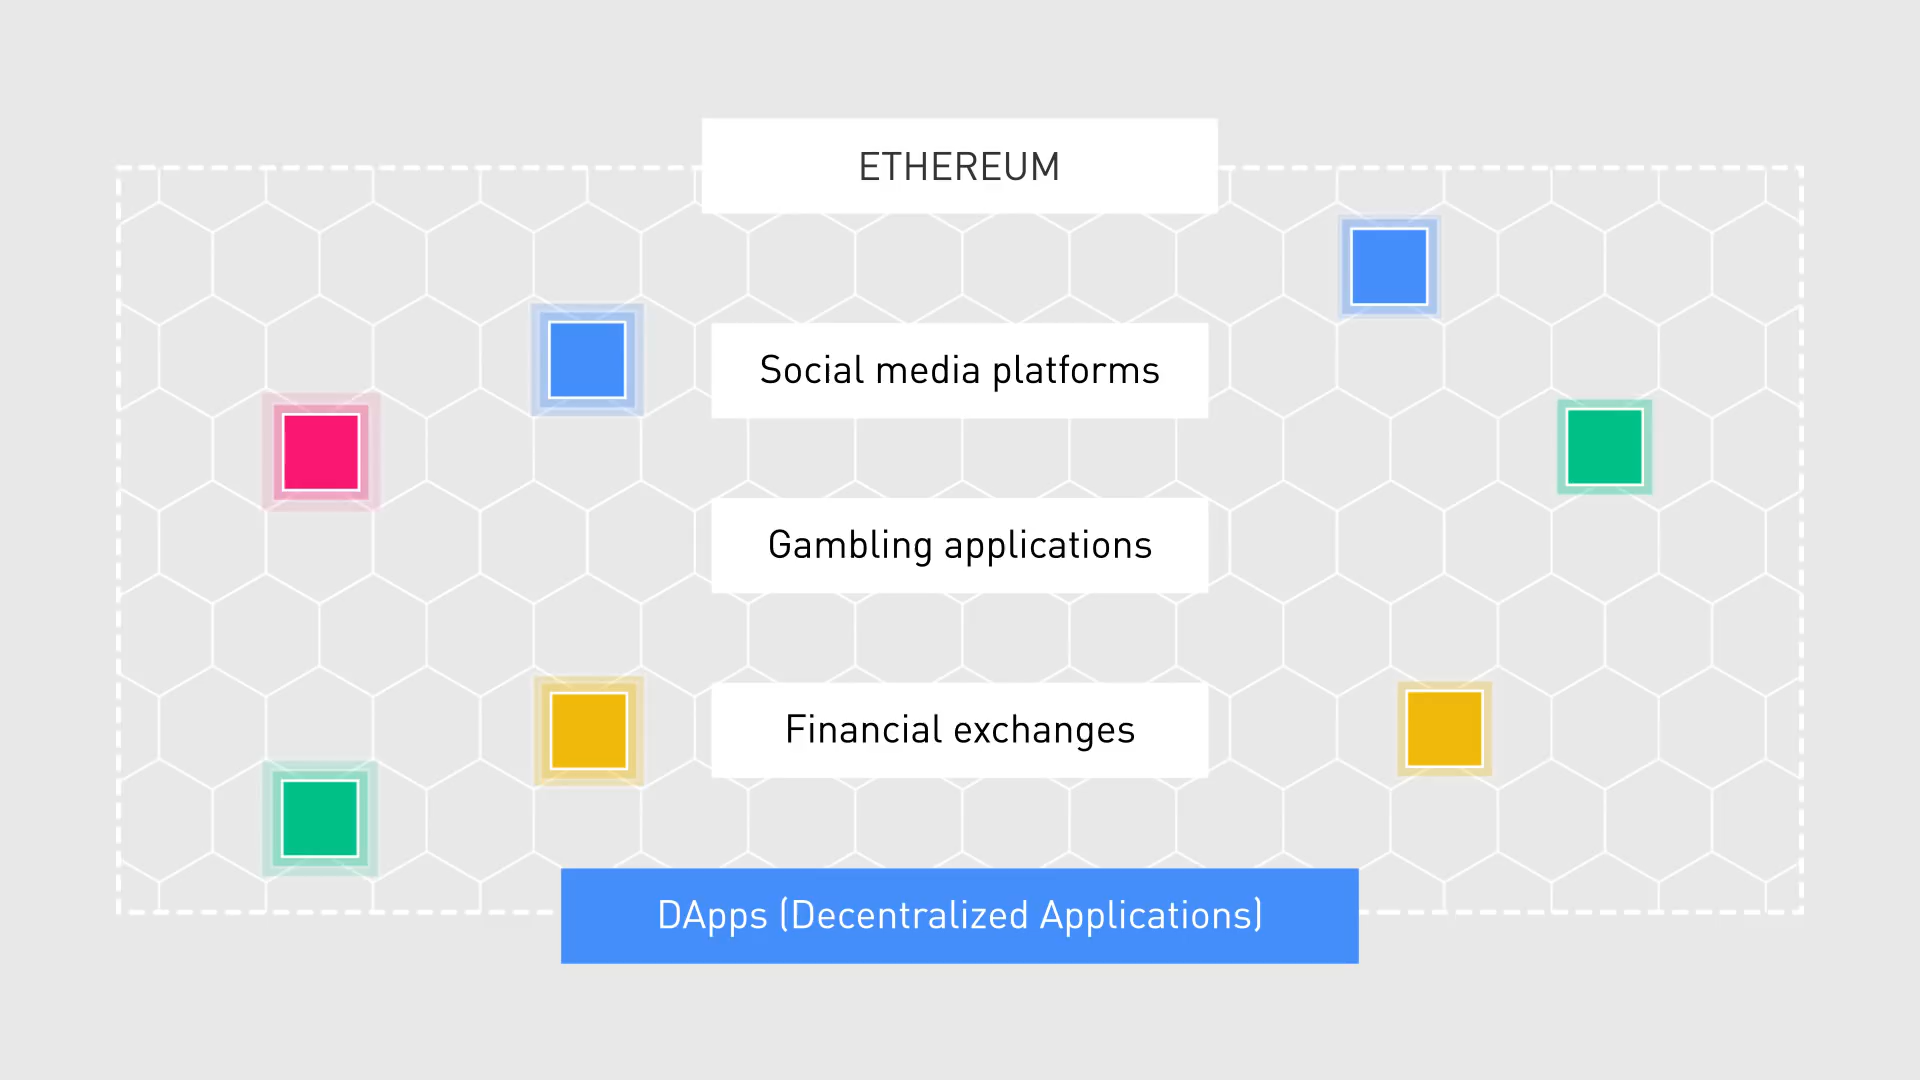 ETHEREUM
Social media platforms
Gambling applications
Financial exchanges
DApps (Decentralized Applications)